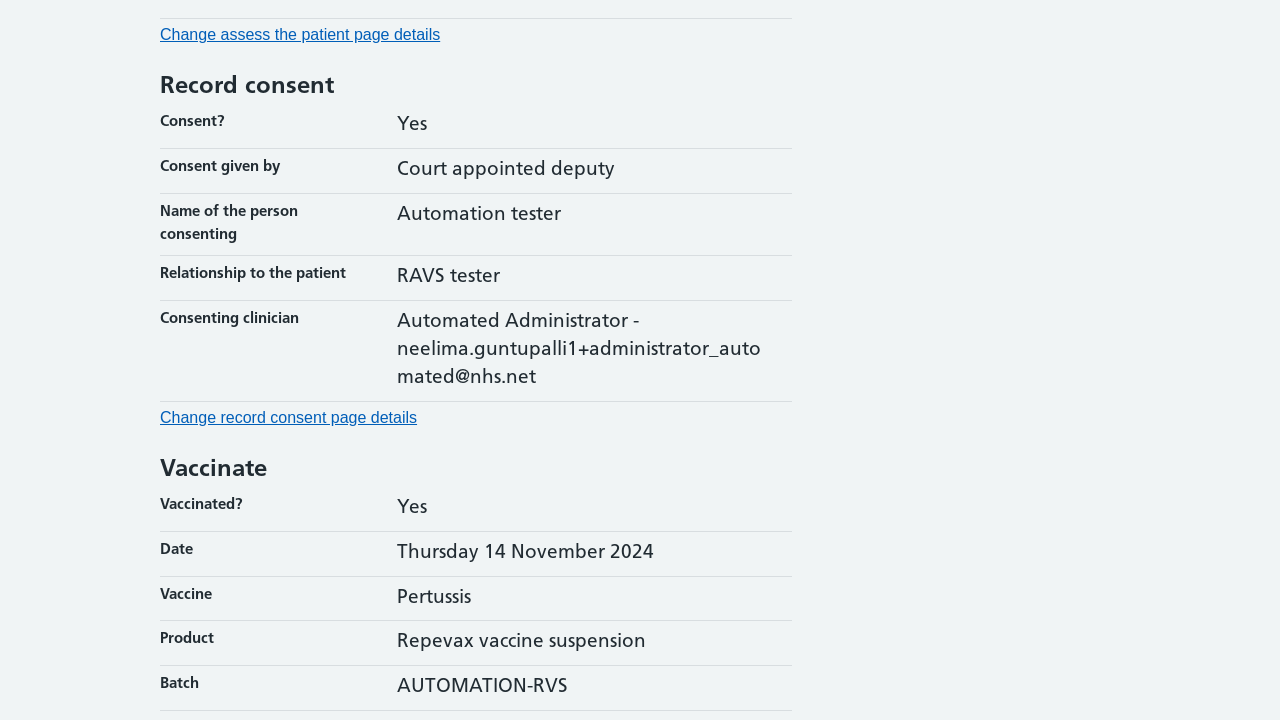 Change assess the patient page details
Record consent
Consent? Yes
Consent given by Court appointed deputy
Name of the person Automation tester
consenting
Relationship to the patient RAVS tester
Consenting clinician Automated Administrator -
neelima.guntupalli1+administrator_auto
mated@nhs.net
Change record consent page details
Vaccinate
Vaccinated? Yes
Date Thursday 14 November 2024
Vaccine Pertussis
Product Repevax vaccine suspension
Batch AUTOMATION-RVS